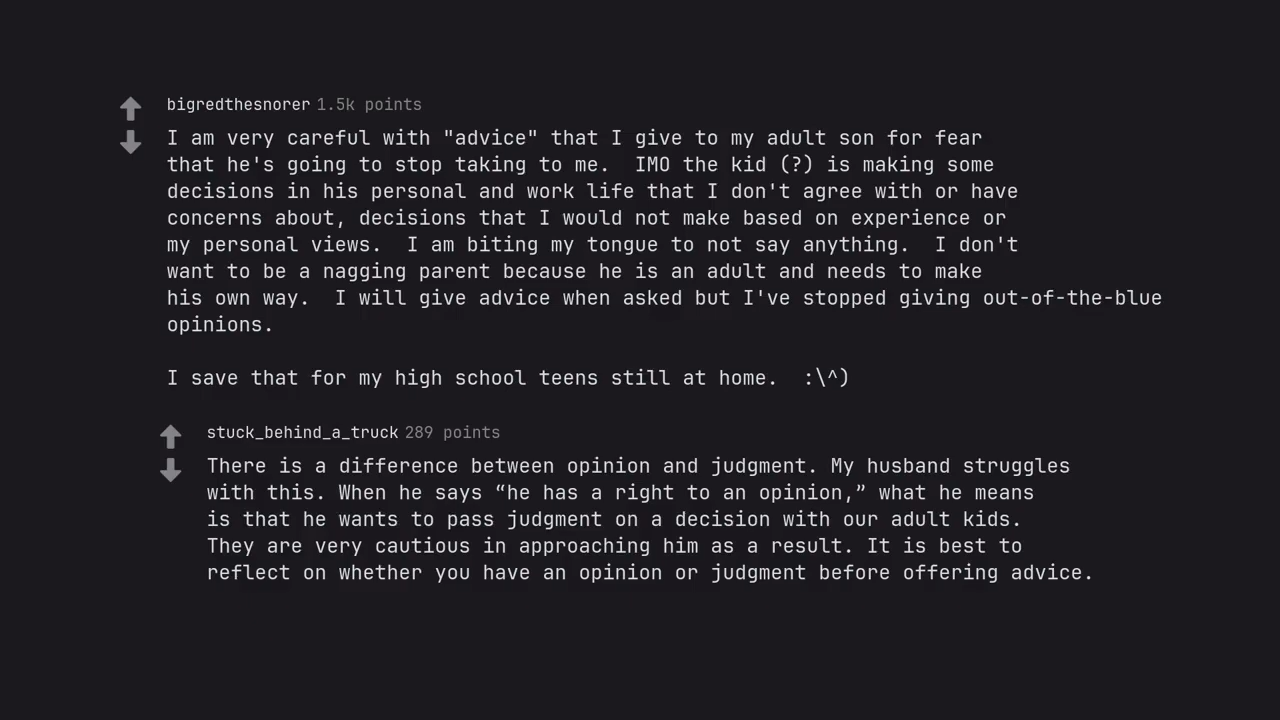 bigredthesnorer 1.5k points
I am very careful with "advice" that I give to my adult son for fear
that he's going to stop taking to me.  IMO the kid (?) is making some
decisions in his personal and work life that I don't agree with or have
concerns about, decisions that I would not make based on experience or
my personal views.  I am biting my tongue to not say anything.  I don't
want to be a nagging parent because he is an adult and needs to make
his own way.  I will give advice when asked but I've stopped giving out-of-the-blue
opinions.
I save that for my high school teens still at home.  :\^)
stuck_behind_a_truck 289 points
There is a difference between opinion and judgment. My husband struggles
with this. When he says “he has a right to an opinion,” what he means
is that he wants to pass judgment on a decision with our adult kids.
They are very cautious in approaching him as a result. It is best to
reflect on whether you have an opinion or judgment before offering advice.